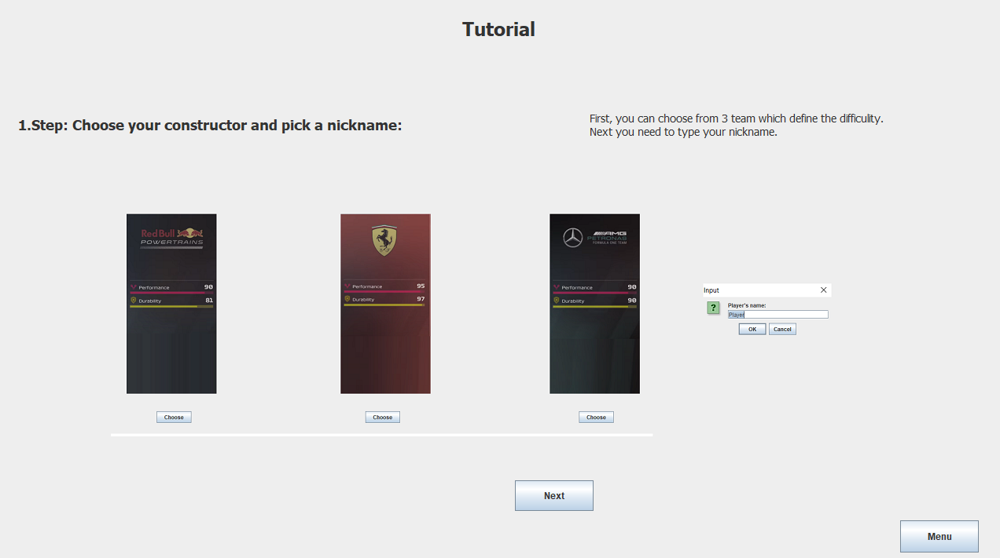 Tutorial
1.Step: Choose your constructor and pick a nickname:
First, you can choose from 3 team which define the difficulity.
Next you need to type your nickname.
Red Bull
POWERTRAINS
Performance 90
Durability 81
Choose
Performance 95
Durability 97
Choose
AMG
PETRONAS
FORMULA ONE TEAM
Performance 90
Durability 90
Choose
Input
?
Player's name:
Player
OK Cancel
Next
Menu